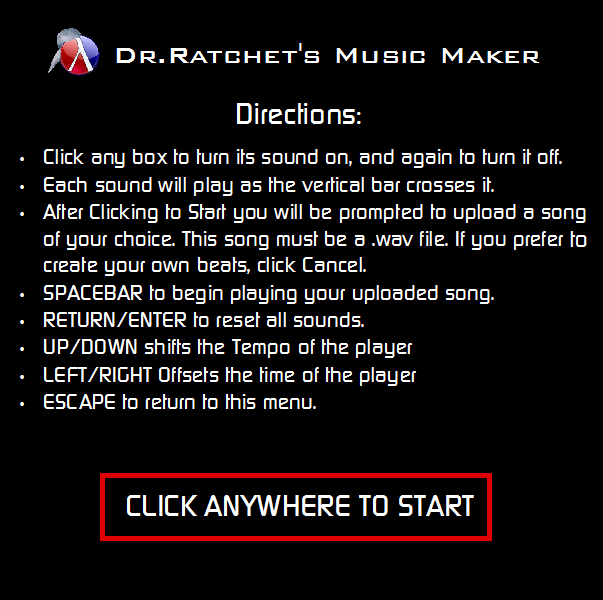 DR.RATCHET'S MUSIC MAKER
Directions:
• Click any box to turn its sound on, and again to turn it off.
• Each sound will play as the vertical bar crosses it.
• After Clicking to Start you will be prompted to upload a song
of your choice. This song must be a .wav file. If you prefer to
create your own beats, click Cancel.
• SPACEBAR to begin playing your uploaded song.
• RETURN/ENTER to reset all sounds.
• UP/DOWN shifts the Tempo of the player
• LEFT/RIGHT Offsets the time of the player
• ESCAPE to return to this menu.
CLICK ANYWHERE TO START